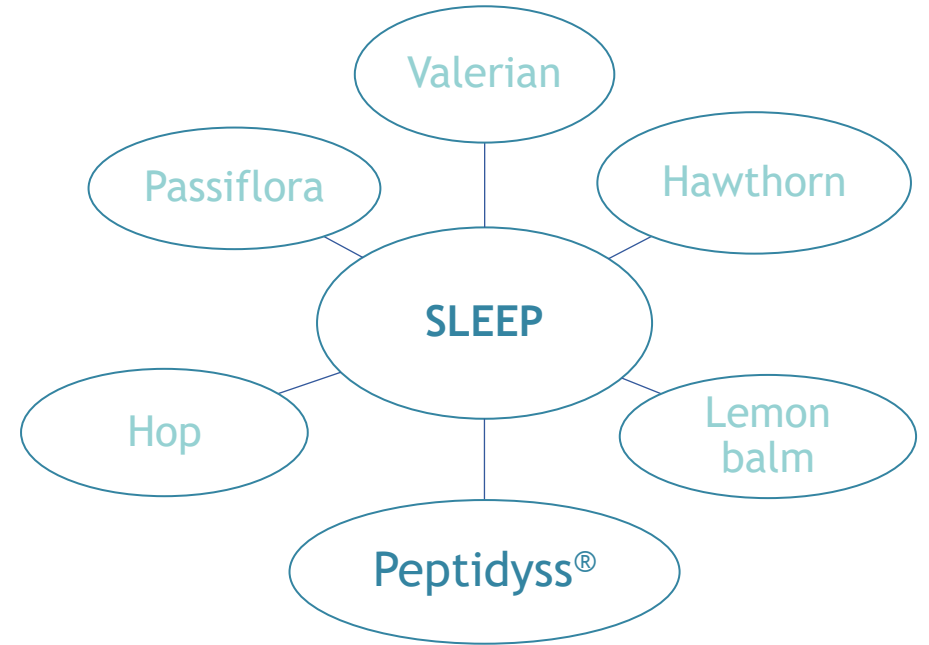 Valerian
Passiflora
Hawthorn
SLEEP
Hop
Lemon
balm
Peptidyss®